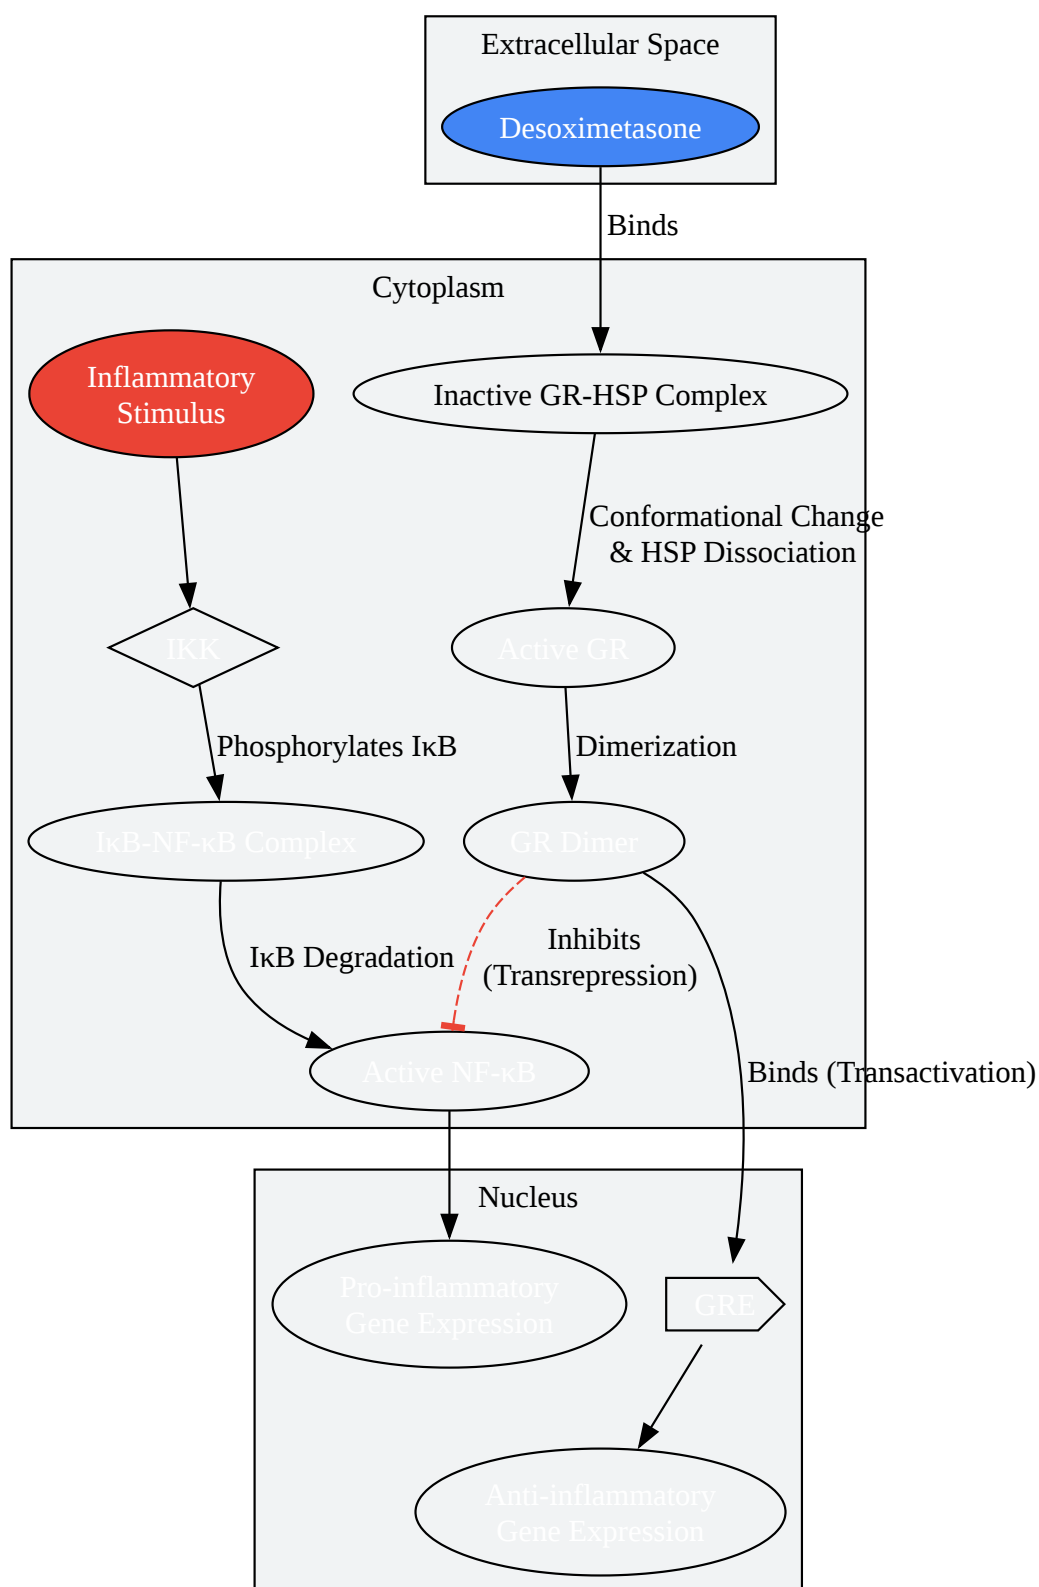 Extracellular Space
Desoximetasone
Binds
Cytoplasm
Inflammatory
Stimulus
Inactive GR-HSP Complex
Conformational Change
& HSP Dissociation
IKK
Active GR
Phosphorylates IκB
Dimerization
IκB-NF-κB Complex
GR Dimer
IκB Degradation
Inhibits
(Transrepression)
Active NF-κB
Binds (Transactivation)
Nucleus
Pro-inflammatory
Gene Expression
GRE
Anti-inflammatory
Gene Expression